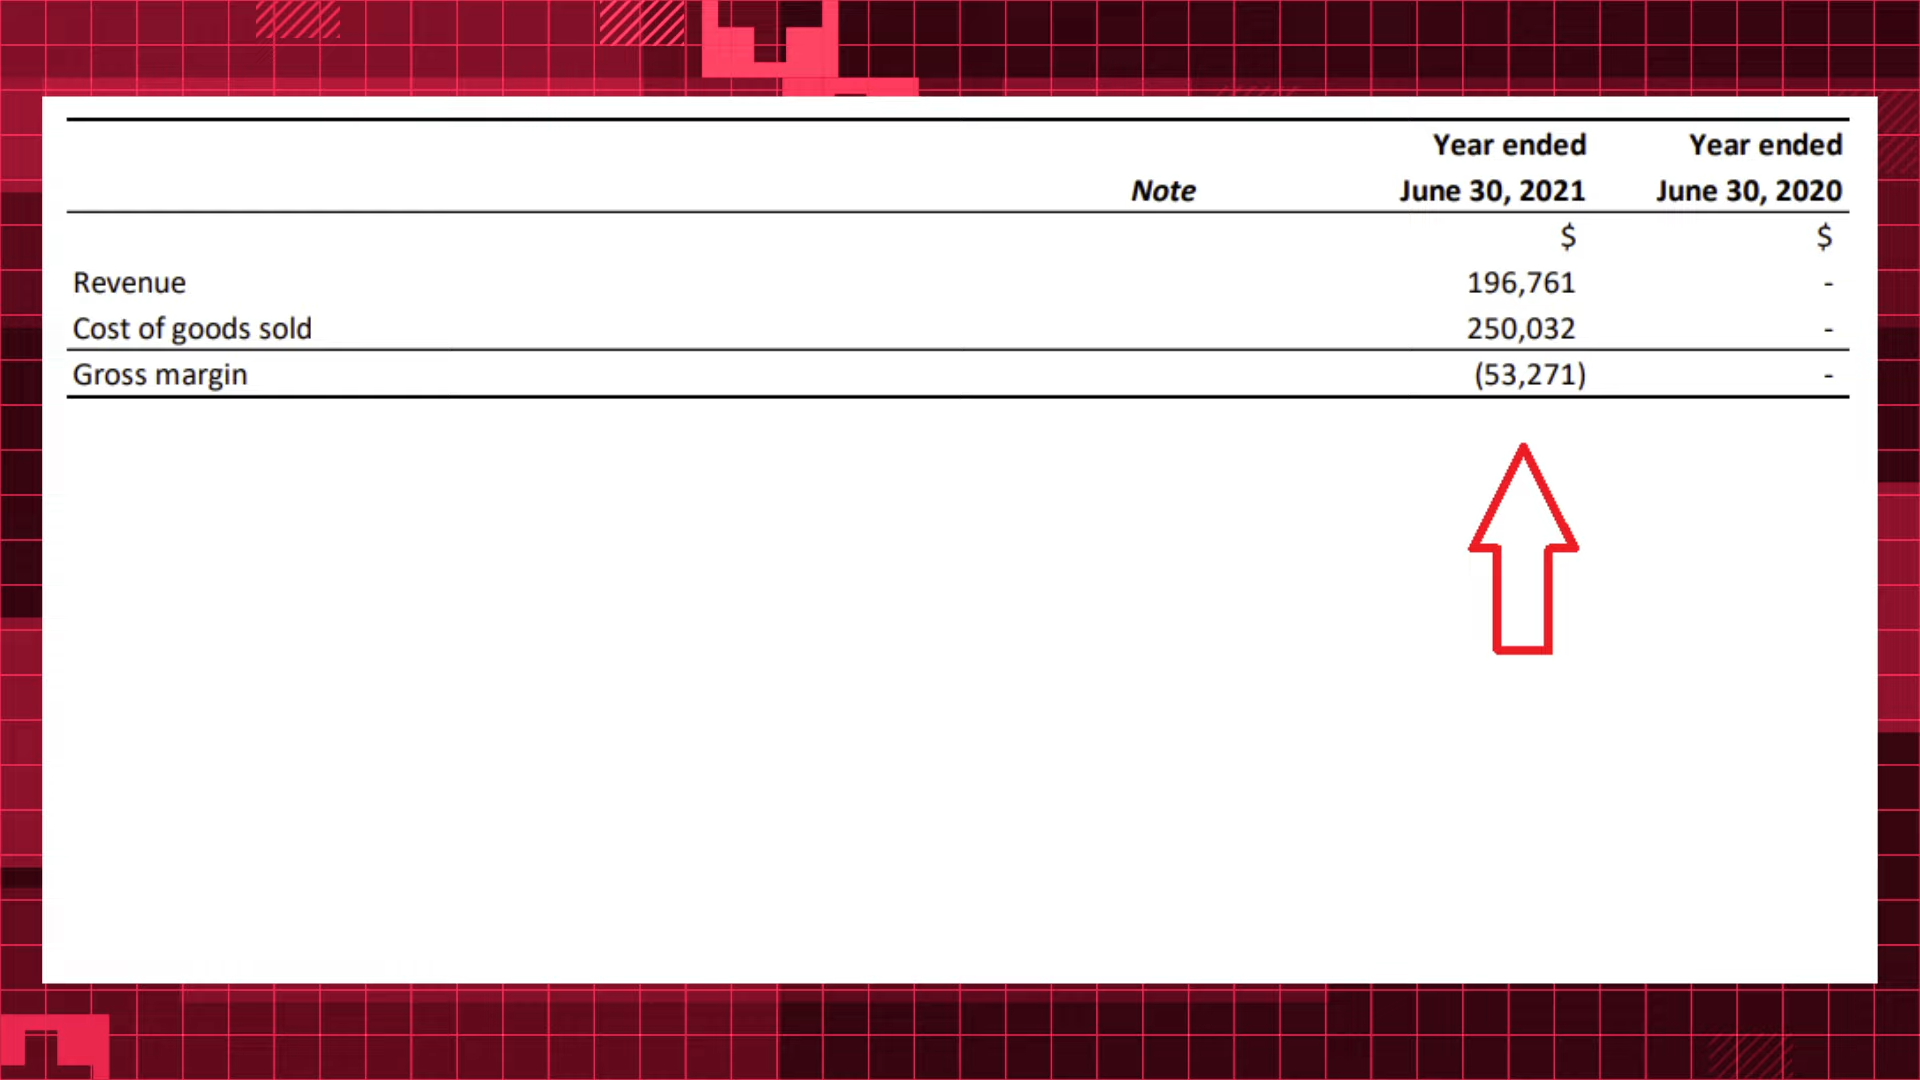 Year ended Year ended
Note June 30, 2021 June 30, 2020
$ $
Revenue 196,761 -
Cost of goods sold 250,032 -
Gross margin (53,271) -